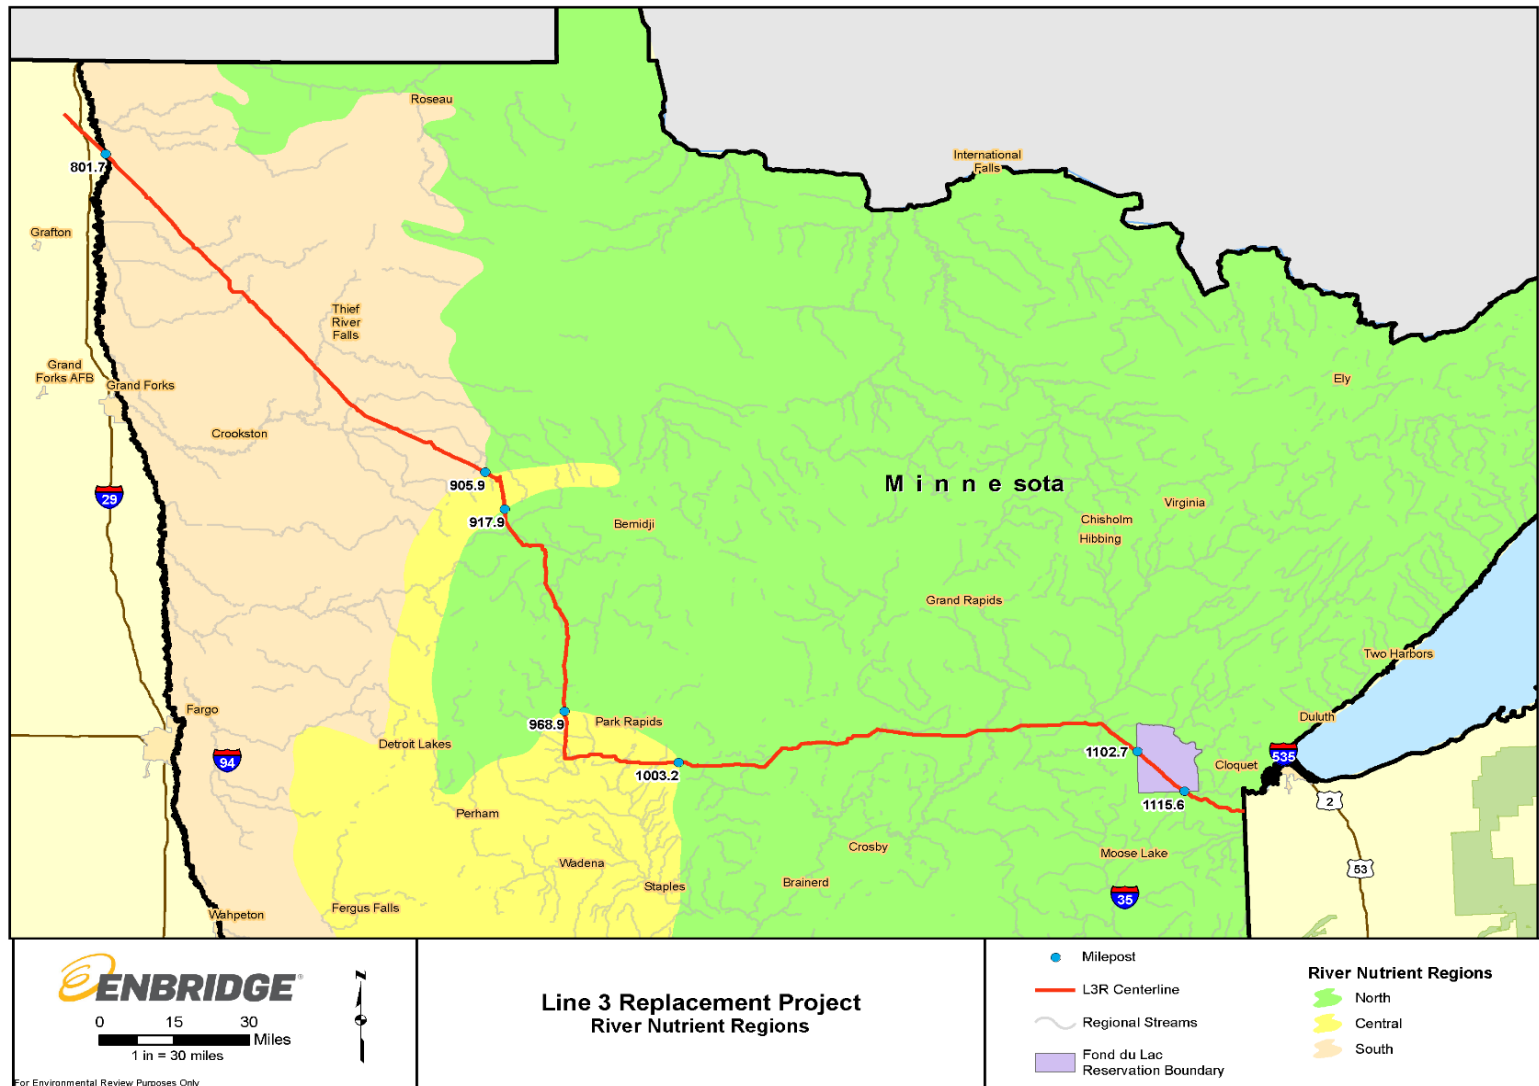 Roseau
International
Falls
801.7
Grafton
Thief
River
Falls
Grand
Forks AFB
Grand Forks
Ely
Crookston
905.9
Minnesota
29
917.9
Bemidji
Virginia
Chisholm
Hibbing
Grand Rapids
Two Harbors
Fargo
968.9
Park Rapids
Duluth
Detroit Lakes
94
1003.2
1102.7
Cloquet
535
1115.6
2
Perham
Crosby
Moose Lake
Wadena
53
Staples
Brainerd
35
Fergus Falls
Wahpeton
ENBRIDGE®
0 15 30
Miles
1 in = 30 miles
For Environmental Review Purposes Only
N
Line 3 Replacement Project
River Nutrient Regions
Milepost
L3R Centerline
Regional Streams
Fond du Lac
Reservation Boundary
River Nutrient Regions
North
Central
South